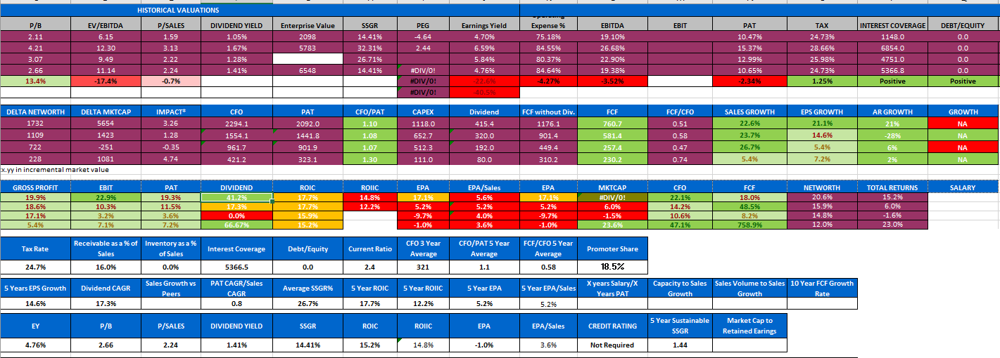 HISTORICAL VALUATIONS
P/B EV/EBITDA P/SALES DIVIDEND YIELD Enterprise Value SSGR PEG Earnings Yield Expense % EBITDA EBIT PAT TAX INTEREST COVERAGE DEBT/EQUITY
2.11 6.15 1.59 1.05% 2098 14.41% -4.64 4.70% 75.18% 19.10% 10.47% 24.73% 1148.0 0.0
4.21 12.30 3.13 1.67% 5783 32.31% 2.44 6.59% 84.55% 26.68% 15.37% 28.66% 6854.0 0.0
3.07 9.49 2.22 1.28% 26.71% 5.84% 80.37% 22.90% 12.99% 25.98% 4751.0 0.0
2.66 11.14 2.24 1.41% 6548 14.41% #DIV/0! 4.76% 84.64% 19.38% 10.65% 24.73% 5366.8 0.0
13.4% -17.4% -0.7% #DIV/0! -22.6% -4.27% -3.52% -2.34% 1.25% Positive Positive
#DIV/0! -40.5%
DELTA NETWORTH DELTA MKTCAP IMPACT* CFO PAT CFO/PAT CAPEX Dividend FCF without Div. FCF FCF/CFO SALES GROWTH EPS GROWTH AR GROWTH GROWTH
1732 5654 3.26 2294.1 2092.0 1.10 1118.0 415.4 1176.1 760.7 0.51 22.6% 21.1% 21% NA
1109 1423 1.28 1554.1 1441.8 1.08 652.7 320.0 901.4 581.4 0.58 23.7% 14.6% -28% NA
722 -251 -0.35 961.7 901.9 1.07 512.3 192.0 449.4 257.4 0.47 26.7% 5.4% 6% NA
228 1081 4.74 421.2 323.1 1.30 111.0 80.0 310.2 230.2 0.74 5.4% 7.2% 2% NA
x.yy in incremental market value
GROSS PROFIT EBIT PAT DIVIDEND ROIC ROIIC EPA EPA/Sales EPA MKTCAP CFO FCF NETWORTH TOTAL RETURNS SALARY
19.9% 22.9% 19.3% 41.2% 17.7% 14.8% 17.1% 5.6% 17.1% #DIV/0! 22.1% 18.0% 20.6% 15.2%
18.6% 10.3% 11.5% 17.3% 17.7% 12.2% 5.2% 5.2% 5.2% 6.0% 14.2% 48.5% 15.9% 6.0%
17.1% 3.2% 3.6% 0.0% 15.9% -9.7% 4.0% -9.7% -1.5% 10.6% 8.2% 14.8% -1.6%
5.4% 7.1% 7.2% 66.67% 15.2% -1.0% 3.6% -1.0% 23.6% 47.1% 758.9% 12.0% 23.0%
Tax Rate Receivable as a % of Sales Inventory as a % of Sales Interest Coverage Debt/Equity Current Ratio CFO 3 Year Average CFO/PAT 5 Year Average FCF/CFO 5 Year Average Promoter Share
24.7% 16.0% 0.0% 5366.5 0.0 2.4 321 1.1 0.58 18.5%
5 Years EPS Growth Dividend CAGR Sales Growth vs Peers PAT CAGR/Sales CAGR Average SSGR% 5 Year ROIC 5 Year ROIIC 5 Year EPA 5 Year EPA/Sales X years Salary/X Years PAT Capacity to Sales Growth Sales Volume to Sales Growth 10 Year FCF Growth Rate
14.6% 17.3% 0.8 26.7% 17.7% 12.2% 5.2% 5.2%
EY P/B P/SALES DIVIDEND YIELD SSGR ROIC ROIIC EPA EPA/Sales CREDIT RATING 5 Year Sustainable SSGR Market Cap to Retained Earings
4.76% 2.66 2.24 1.41% 14.41% 15.2% 14.8% -1.0% 3.6% Not Required 1.44